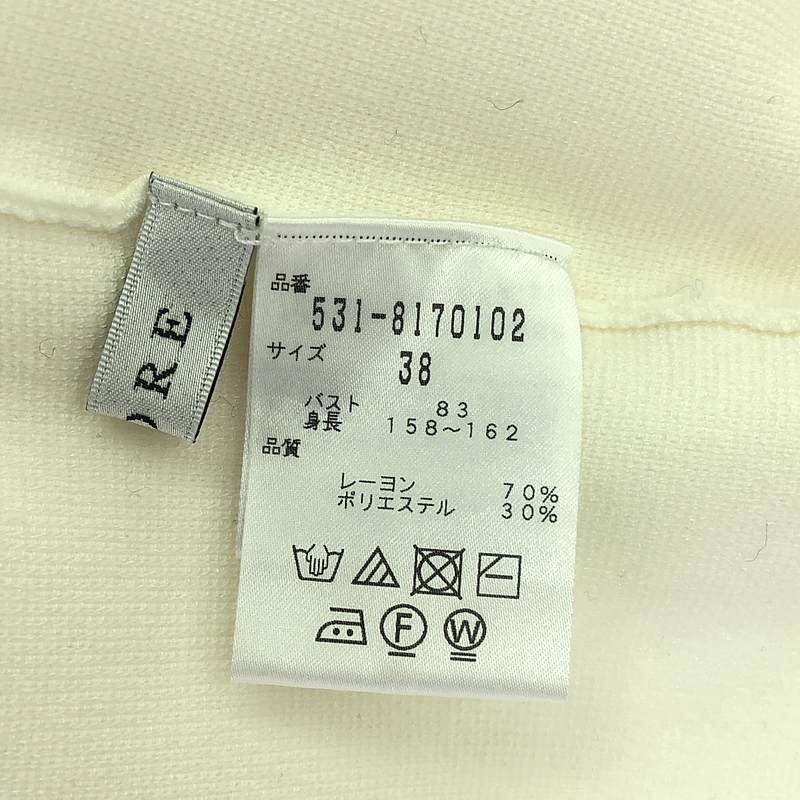 ORE
品番
531-8170102
サイズ
38
バスト 83
身長 158~162
品質
レーヨン 70%
ポリエステル 30%
F W